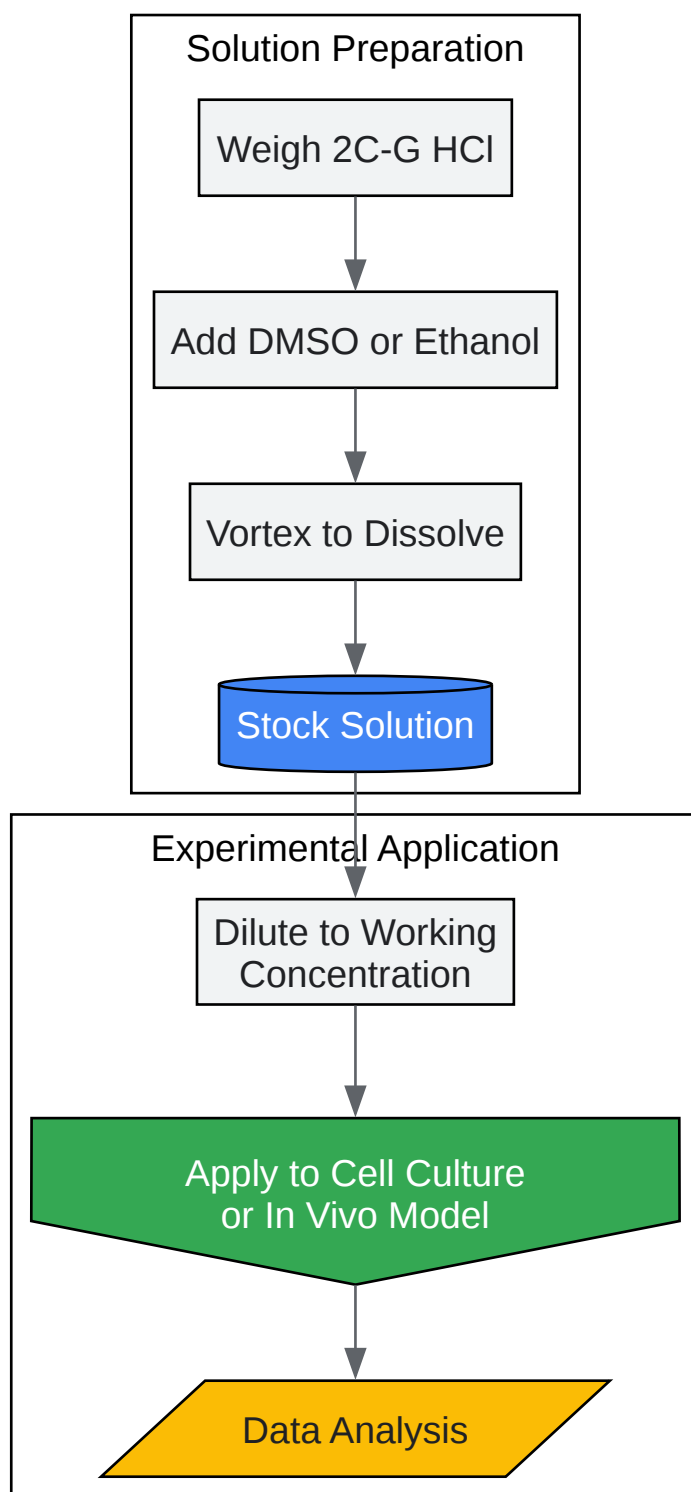 Solution Preparation
Weigh 2C-G HCl
Add DMSO or Ethanol
Vortex to Dissolve
Stock Solution
Experimental Application
Dilute to Working
Concentration
Apply to Cell Culture
or In Vivo Model
Data Analysis